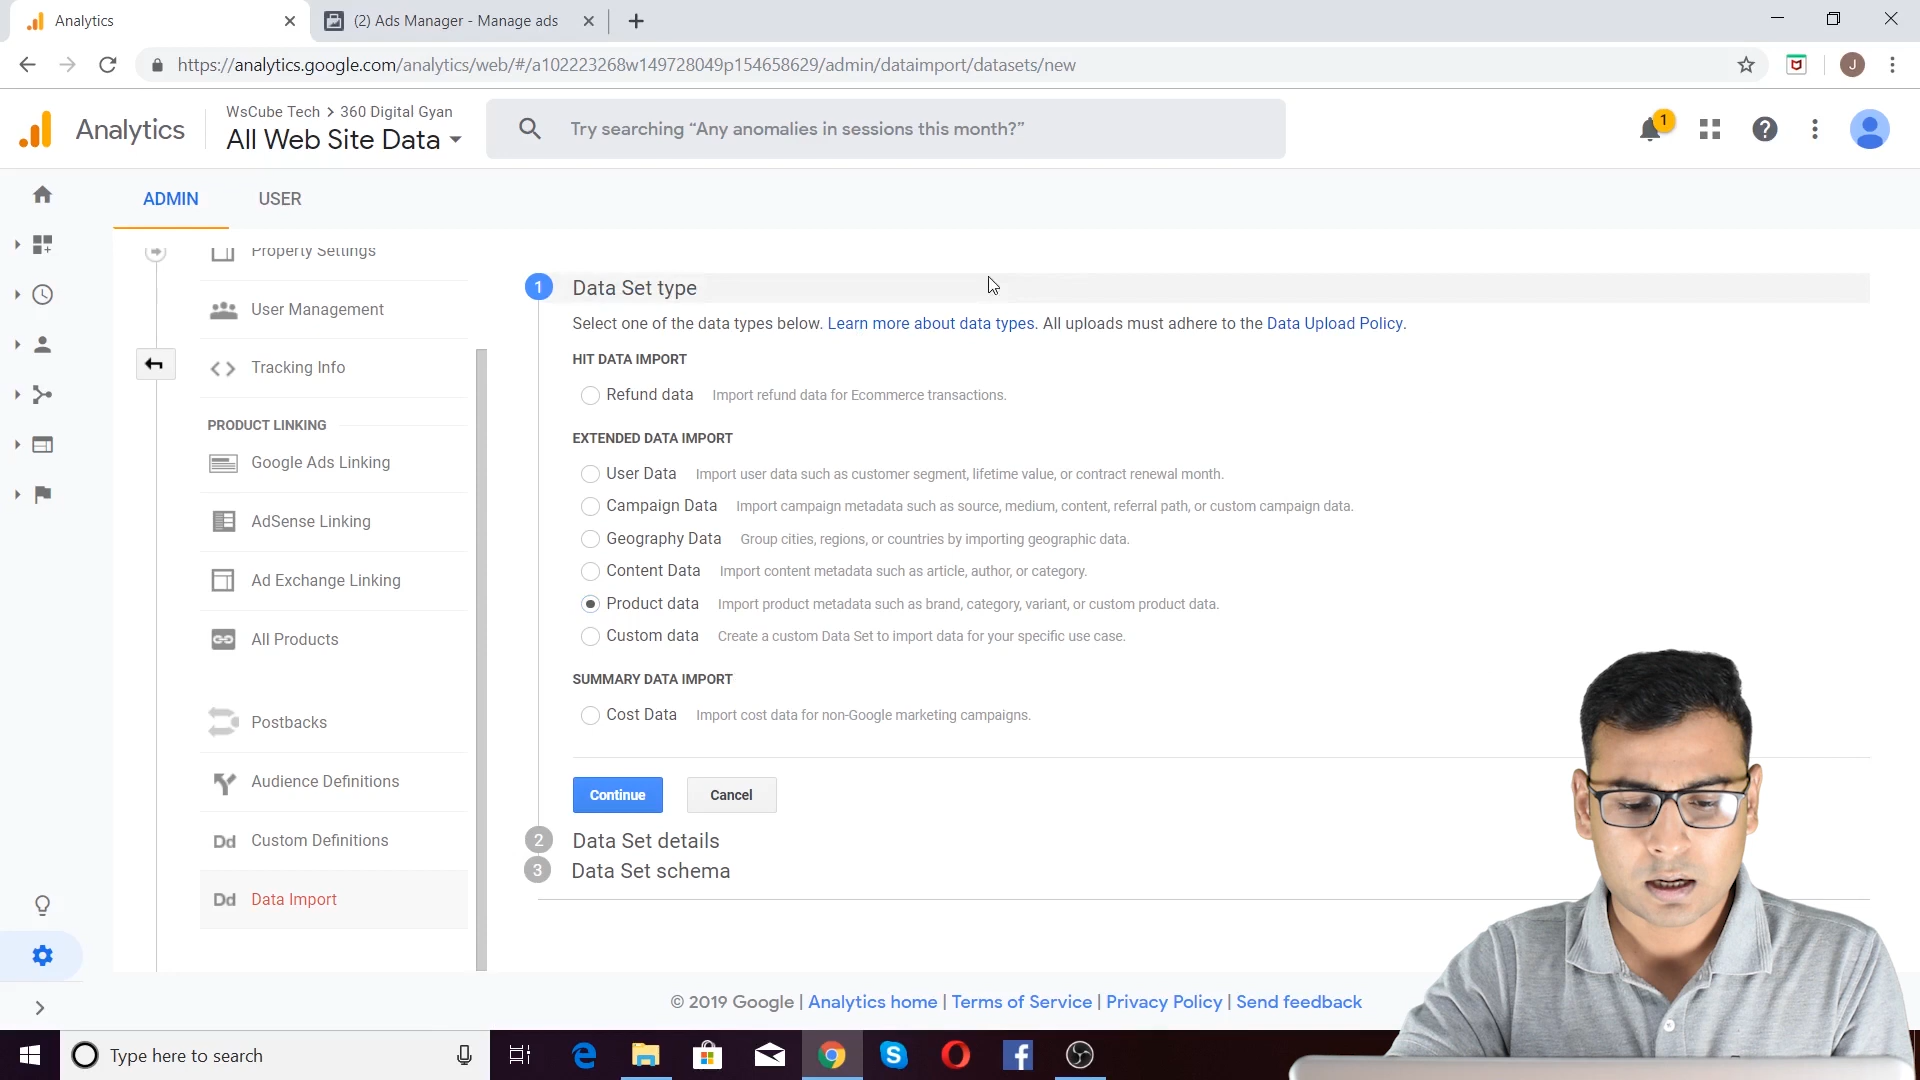 Analytics
(2) Ads Manager - Manage ads
https://analytics.google.com/analytics/web/#/a102223268w149728049p154658629/admin/dataimport/datasets/new
J
Analytics
WsCube Tech > 360 Digital Gyan
All Web Site Data
Try searching “Any anomalies in sessions this month?”
1
ADMIN
USER
Property Settings
User Management
Tracking Info
PRODUCT LINKING
Google Ads Linking
AdSense Linking
Ad Exchange Linking
All Products
Postbacks
Audience Definitions
Dd Custom Definitions
Dd Data Import
1 Data Set type
Select one of the data types below. Learn more about data types. All uploads must adhere to the Data Upload Policy.
HIT DATA IMPORT
Refund data Import refund data for Ecommerce transactions.
EXTENDED DATA IMPORT
User Data Import user data such as customer segment, lifetime value, or contract renewal month.
Campaign Data Import campaign metadata such as source, medium, content, referral path, or custom campaign data.
Geography Data Group cities, regions, or countries by importing geographic data.
Content Data Import content metadata such as article, author, or category.
Product data Import product metadata such as brand, category, variant, or custom product data.
Custom data Create a custom Data Set to import data for your specific use case.
SUMMARY DATA IMPORT
Cost Data Import cost data for non-Google marketing campaigns.
Continue
Cancel
2 Data Set details
3 Data Set schema
© 2019 Google | Analytics home | Terms of Service | Privacy Policy | Send feedback
Type here to search